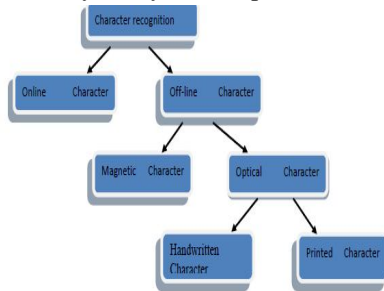 Character recognition
Online Character
Off-line Character
Magnetic Character
Optical Character
Handwritten
Character
Printed Character